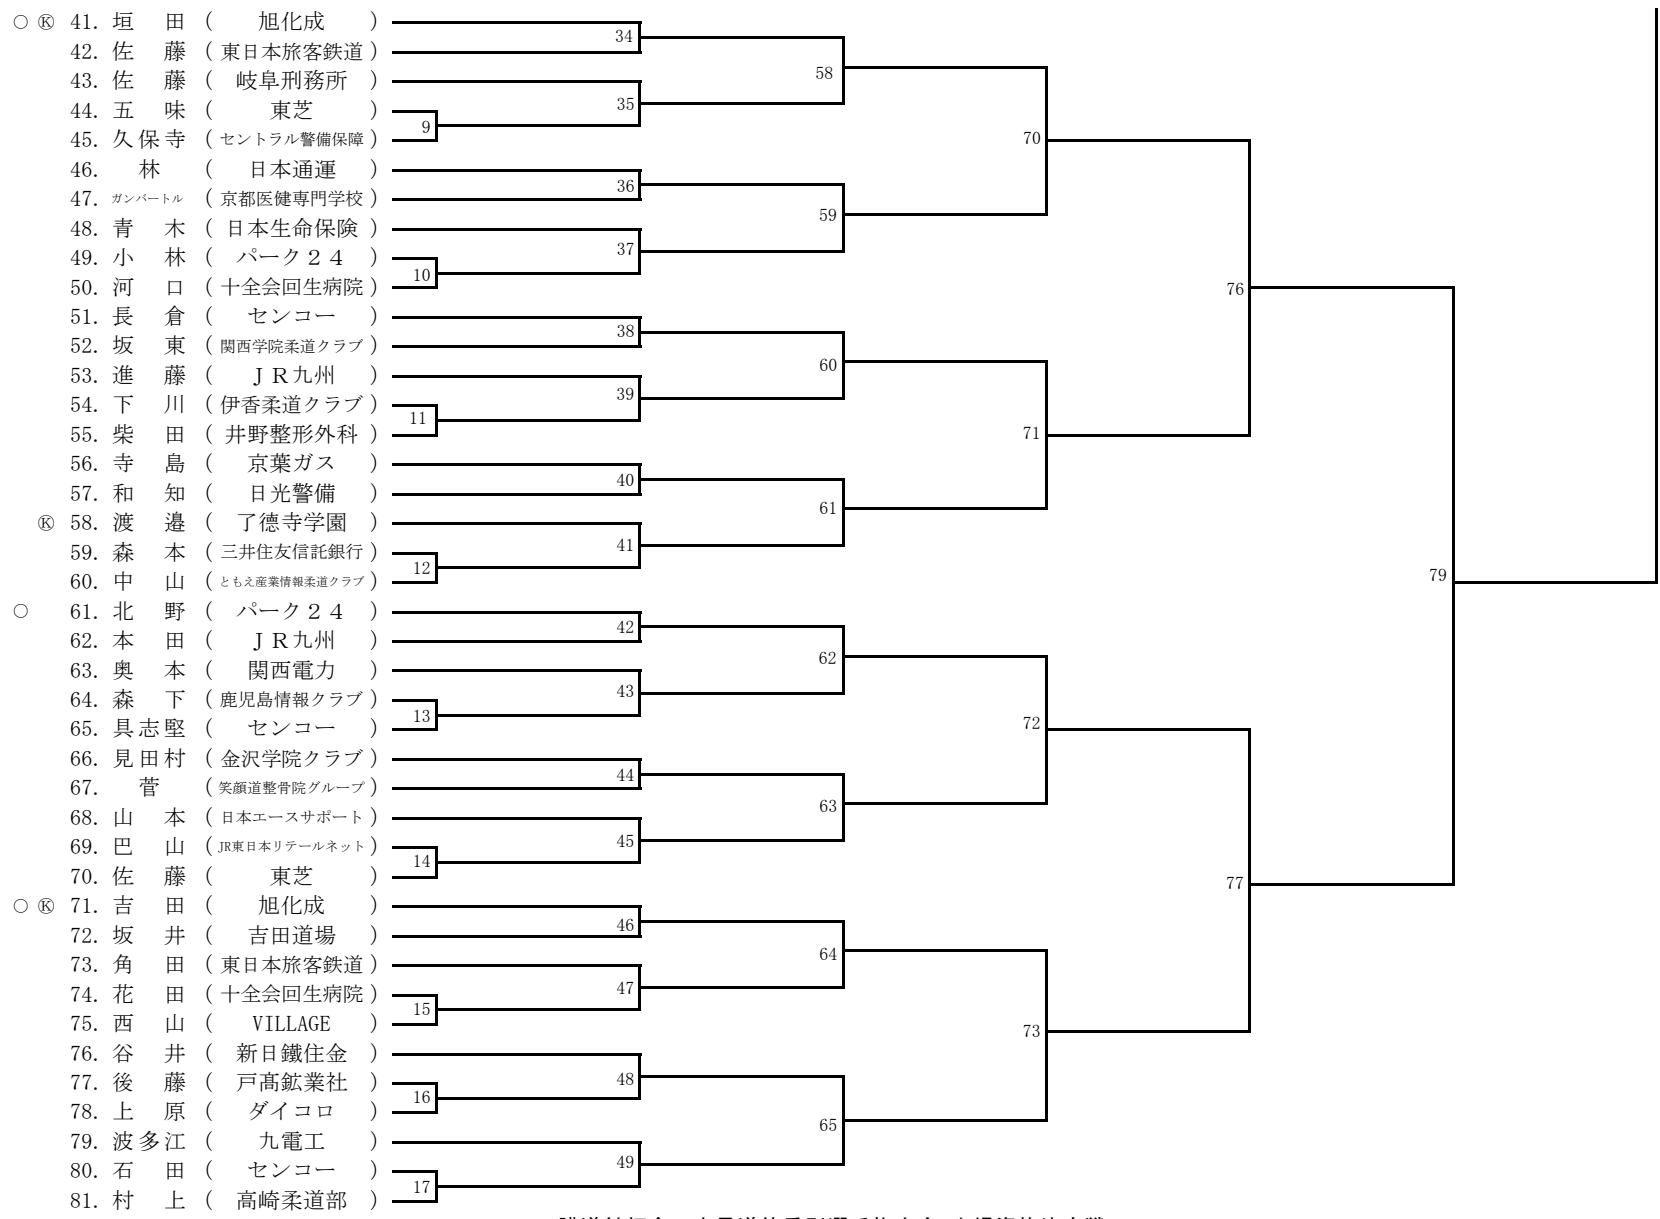 ○ Ⓚ 41. 垣 田 ( 旭化成 )
42. 佐 藤 ( 東日本旅客鉄道 )
43. 佐 藤 ( 岐阜刑務所 )
44. 五 味 ( 東芝 )
45. 久保寺 ( セントラル警備保障 )
46. 林 ( 日本通運 )
47. ガンバートル ( 京都医健専門学校 )
48. 青 木 ( 日本生命保険 )
49. 小 林 ( パーク24 )
50. 河 口 ( 十全会回生病院 )
51. 長 倉 ( センコー )
52. 坂 東 ( 関西学院柔道クラブ )
53. 進 藤 ( JR九州 )
54. 下 川 ( 伊香柔道クラブ )
55. 柴 田 ( 井野整形外科 )
56. 寺 島 ( 京葉ガス )
57. 和 知 ( 日光警備 )
Ⓚ 58. 渡 邉 ( 了德寺学園 )
59. 森 本 ( 三井住友信託銀行 )
60. 中 山 ( ともえ産業情報柔道クラブ )
○ 61. 北 野 ( パーク24 )
62. 本 田 ( JR九州 )
63. 奥 本 ( 関西電力 )
64. 森 下 ( 鹿児島情報クラブ )
65. 具志堅 ( センコー )
66. 見田村 ( 金沢学院クラブ )
67. 菅 ( 笑顔道整骨院グループ )
68. 山 本 ( 日本エースサポート )
69. 巴 山 ( JR東日本リテールネット )
70. 佐 藤 ( 東芝 )
○ Ⓚ 71. 吉 田 ( 旭化成 )
72. 坂 井 ( 吉田道場 )
73. 角 田 ( 東日本旅客鉄道 )
74. 花 田 ( 十全会回生病院 )
75. 西 山 ( VILLAGE )
76. 谷 井 ( 新日鐵住金 )
77. 後 藤 ( 戸髙鉱業社 )
78. 上 原 ( ダイコロ )
79. 波多江 ( 九電工 )
80. 石 田 ( センコー )
81. 村 上 ( 高崎柔道部 )
9
10
11
12
13
14
15
16
17
34
35
36
37
38
39
40
41
42
43
44
45
46
47
48
49
58
59
60
61
62
63
64
65
70
71
72
73
76
77
79